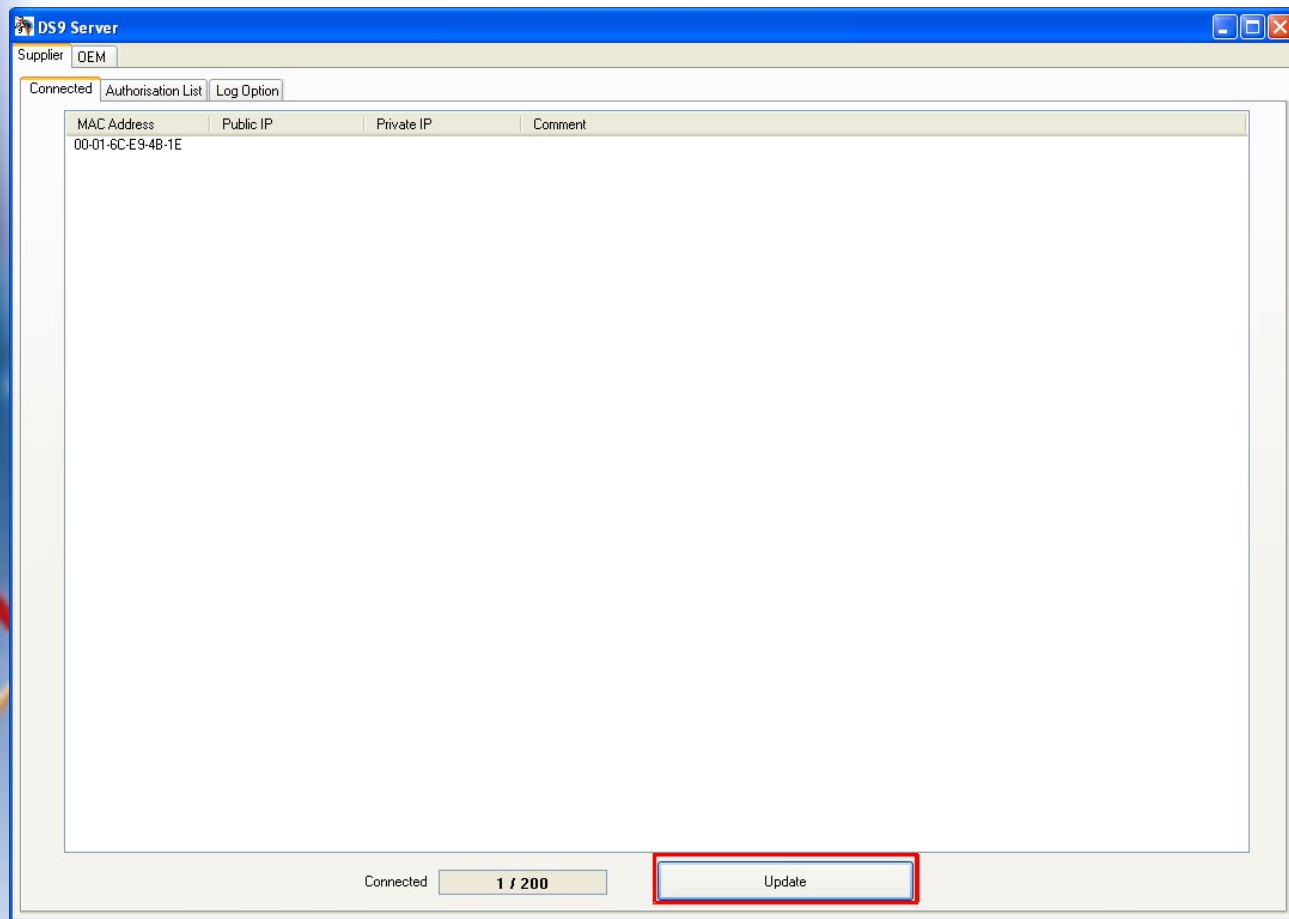 DS9 Server
Supplier OEM
Connected Authorisation List Log Option
MAC Address Public IP Private IP Comment
00-01-6C-E9-4B-1E
Connected 1 / 200 Update